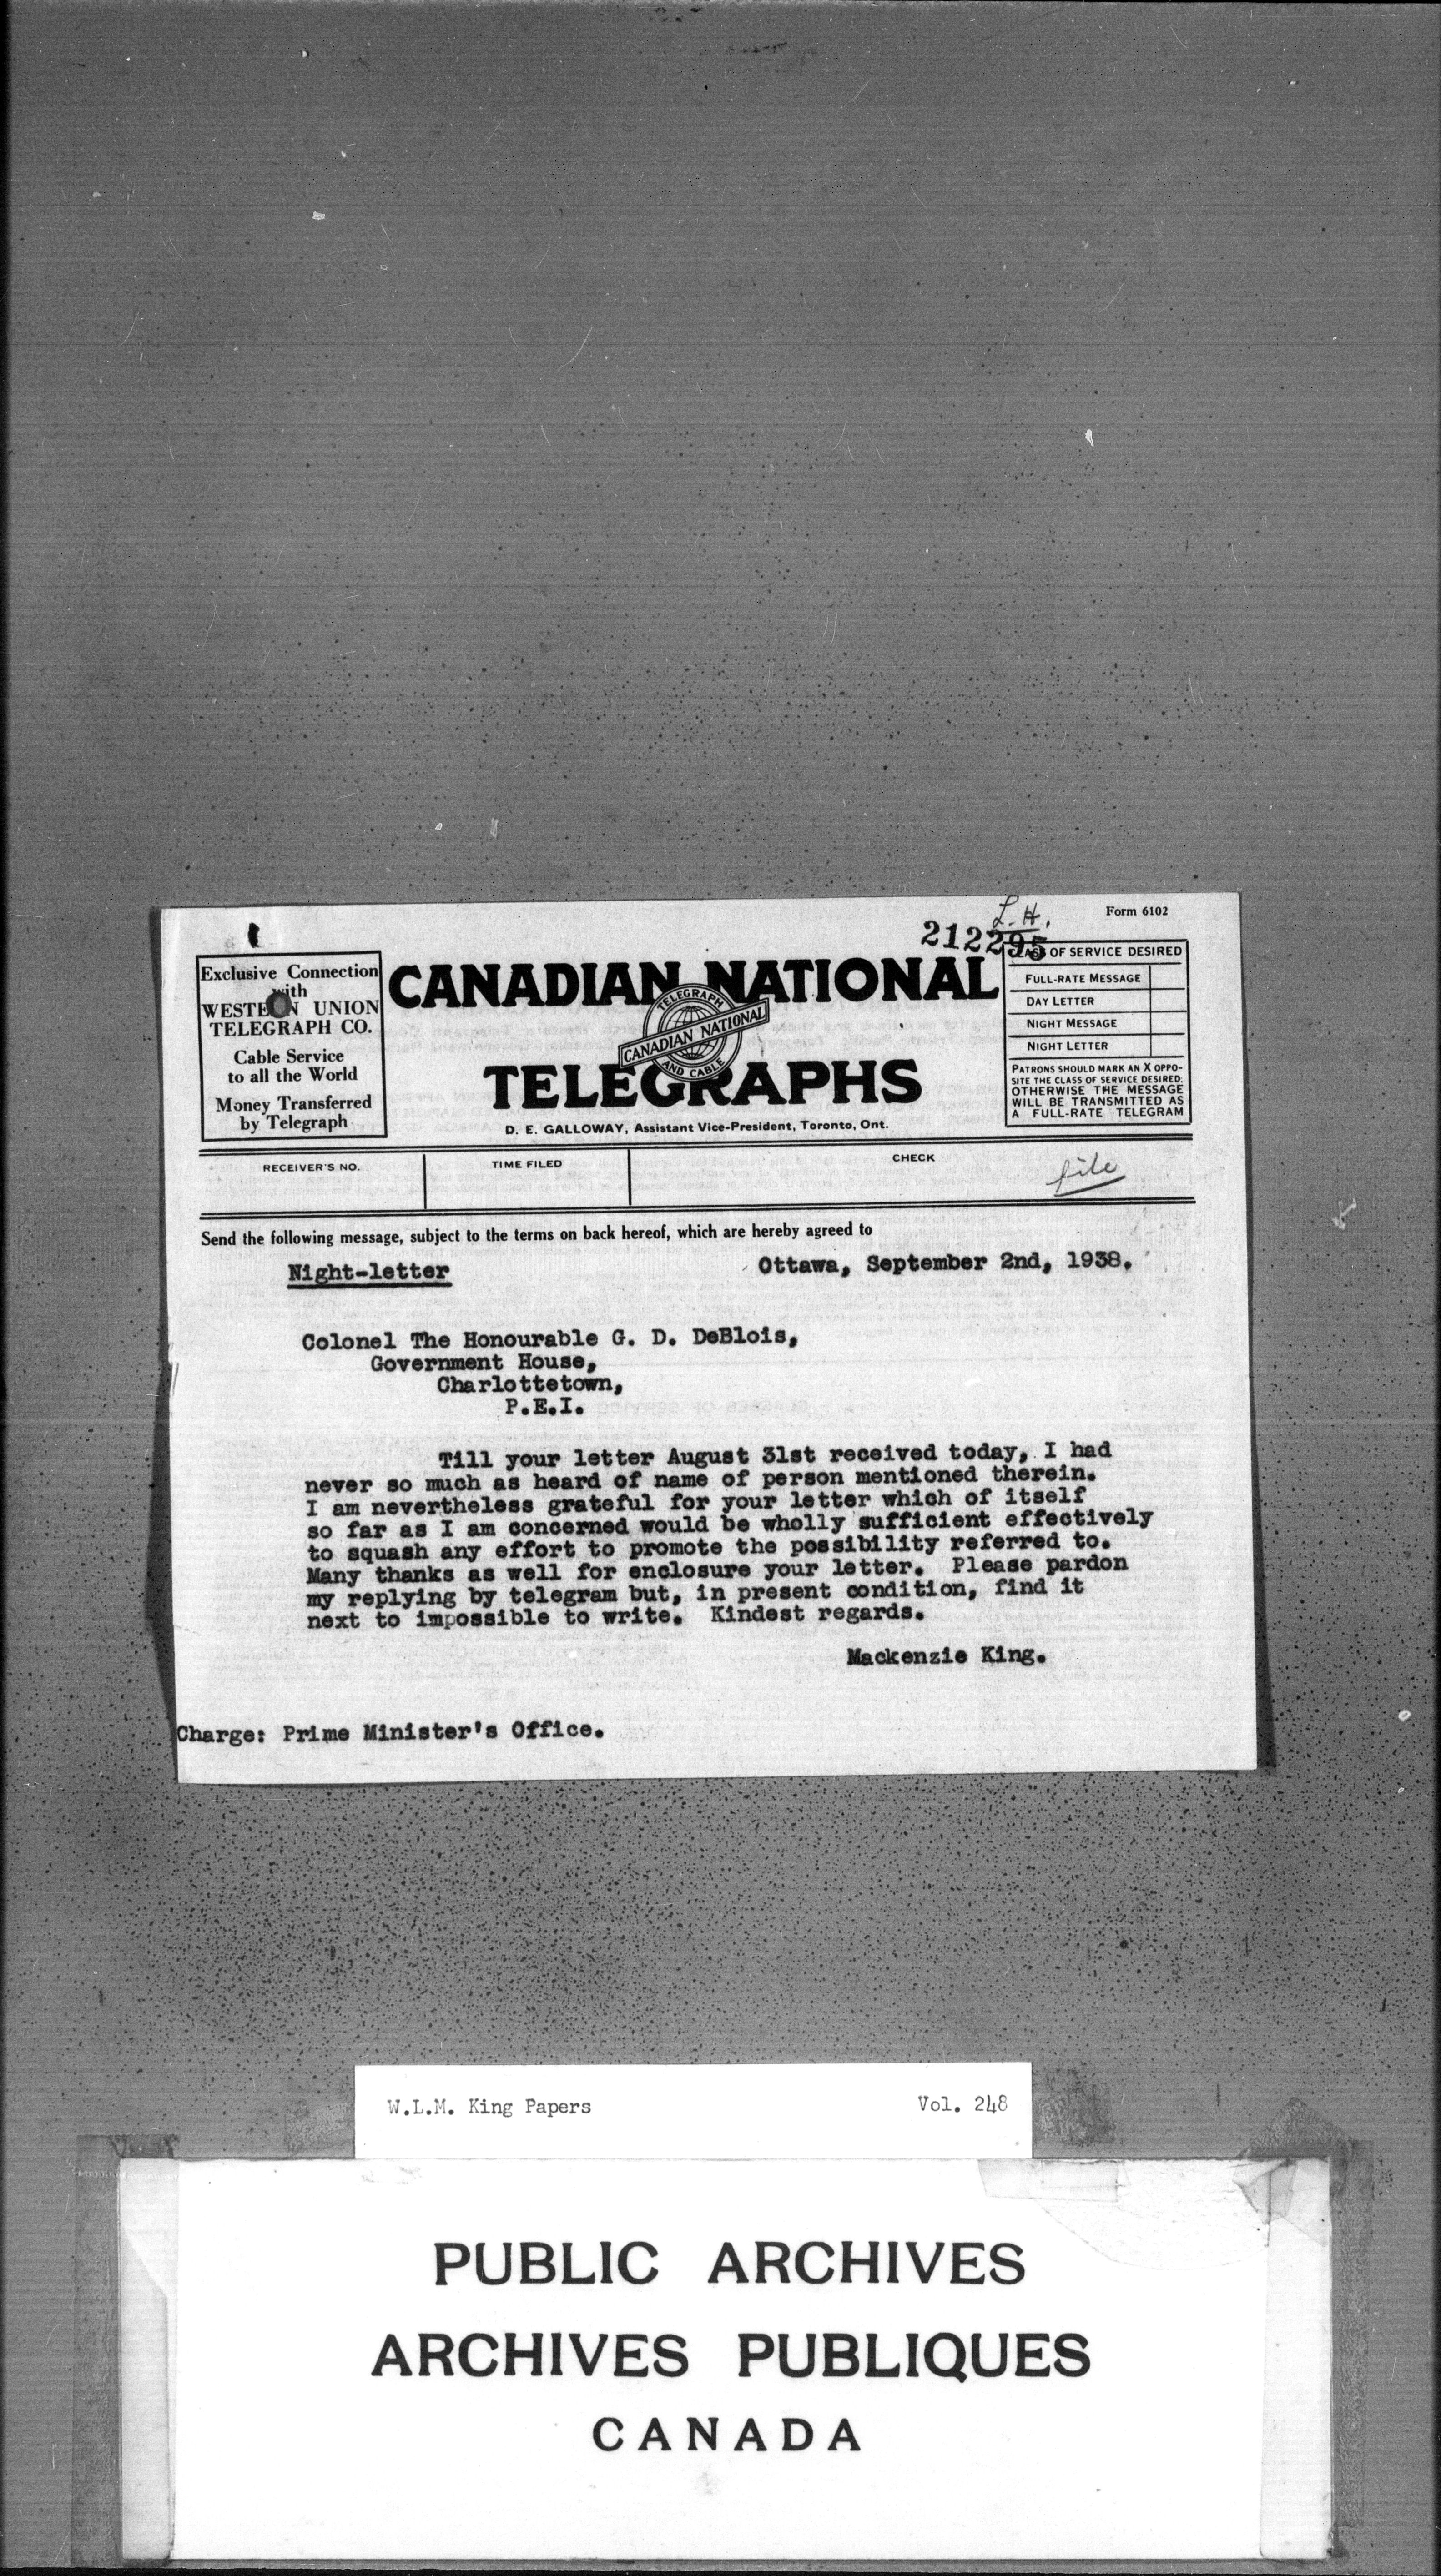 L.H.
Form 6102
212295
Exclusive Connection
with
WESTERN UNION
TELEGRAPH CO.
Cable Service
to all the World
Money Transferred
by Telegraph
CANADIAN NATIONAL
TELEGRAPH
CANADIAN NATIONAL
AND CABLE
TELEGRAPHS
D. E. GALLOWAY, Assistant Vice-President, Toronto, Ont.
CLASS OF SERVICE DESIRED
FULL-RATE MESSAGE
DAY LETTER
NIGHT MESSAGE
NIGHT LETTER
PATRONS SHOULD MARK AN X OPPO-
SITE THE CLASS OF SERVICE DESIRED:
OTHERWISE THE MESSAGE
WILL BE TRANSMITTED AS
A FULL-RATE TELEGRAM
RECEIVER'S NO.
TIME FILED
CHECK
file
Send the following message, subject to the terms on back hereof, which are hereby agreed to
Night-letter
Ottawa, September 2nd, 1938.
Colonel The Honourable G. D. DeBlois,
Government House,
Charlottetown,
P.E.I.
Till your letter August 31st received today, I had
never so much as heard of name of person mentioned therein.
I am nevertheless grateful for your letter which of itself
so far as I am concerned would be wholly sufficient effectively
to squash any effort to promote the possibility referred to.
Many thanks as well for enclosure your letter. Please pardon
my replying by telegram but, in present condition, find it
next to impossible to write. Kindest regards.
Mackenzie King.
Charge: Prime Minister's Office.
W.L.M. King Papers
Vol. 248
PUBLIC ARCHIVES
ARCHIVES PUBLIQUES
CANADA